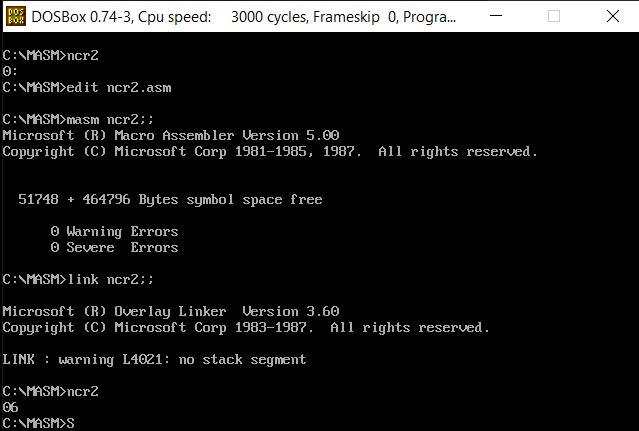 DOS
BOX
DOSBox 0.74-3, Cpu speed:    3000 cycles, Frameskip  0, Progra...
C:\MASM>ncr2
0:
C:\MASM>edit ncr2.asm
C:\MASM>masm ncr2;;
Microsoft (R) Macro Assembler Version 5.00
Copyright (C) Microsoft Corp 1981-1985, 1987.  All rights reserved.
  51748 + 464796 Bytes symbol space free
      0 Warning Errors
      0 Severe  Errors
C:\MASM>link ncr2;;
Microsoft (R) Overlay Linker  Version 3.60
Copyright (C) Microsoft Corp 1983-1987.  All rights reserved.
LINK : warning L4021: no stack segment
C:\MASM>ncr2
06
C:\MASM>S